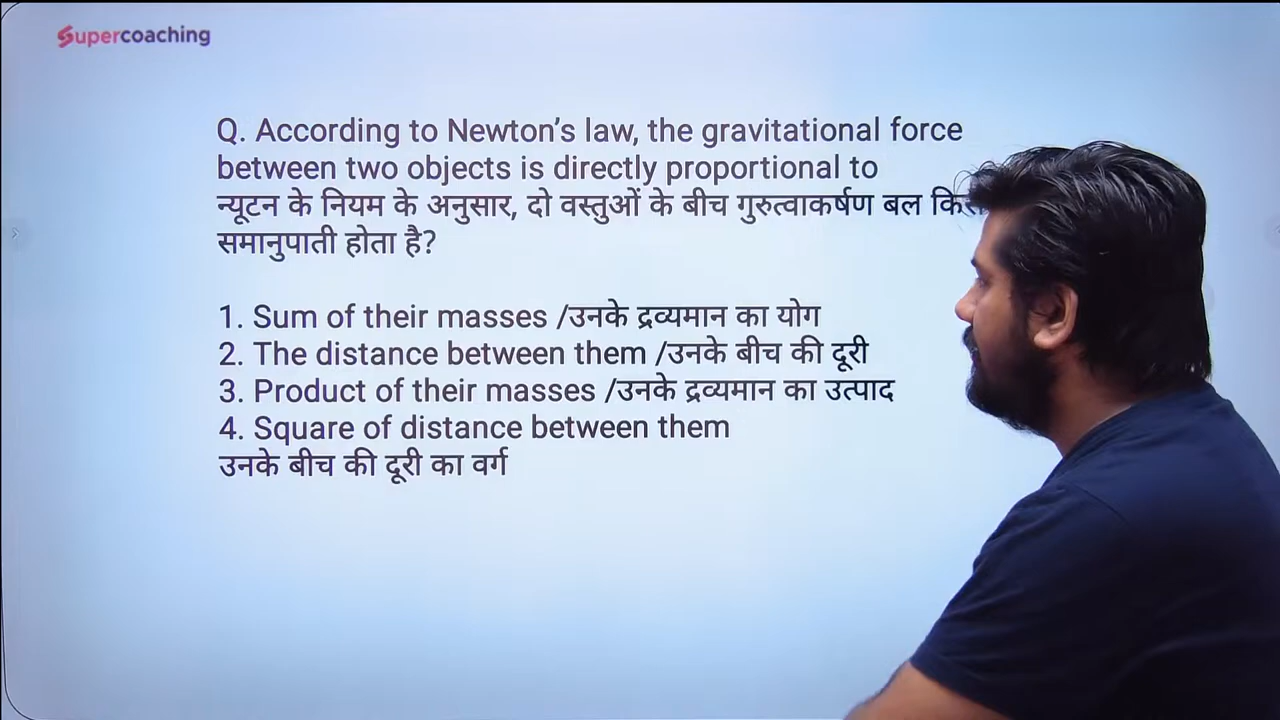 Supercoaching
Q. According to Newton’s law, the gravitational force
between two objects is directly proportional to
न्यूटन के नियम के अनुसार, दो वस्तुओं के बीच गुरुत्वाकर्षण बल
समानुपाती होता है?
1. Sum of their masses /उनके द्रव्यमान का योग
2. The distance between them /उनके बीच की दूरी
3. Product of their masses /उनके द्रव्यमान का उत्पाद
4. Square of distance between them
उनके बीच की दूरी का वर्ग